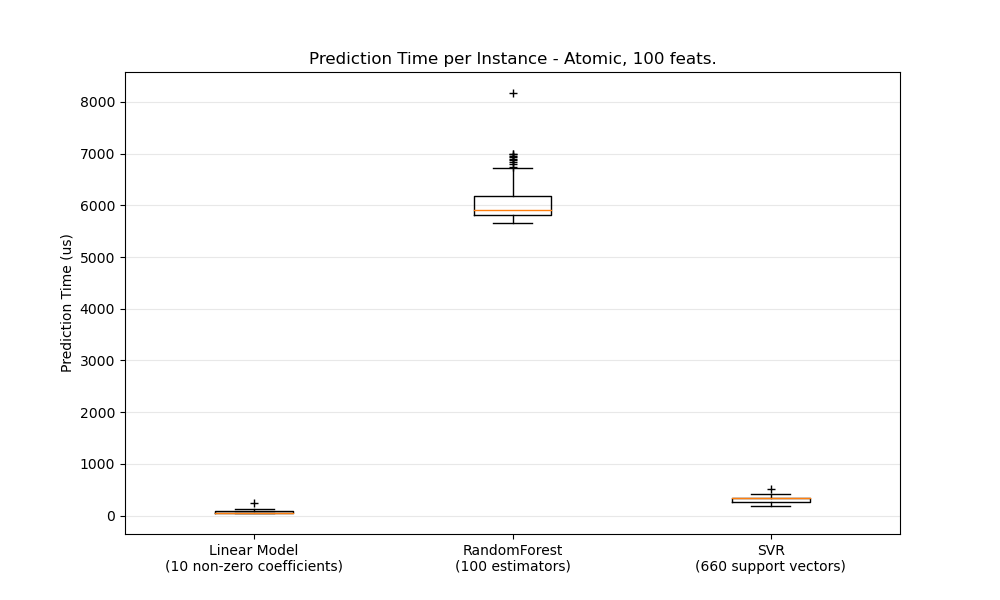 Prediction Time per Instance - Atomic, 100 feats.
Prediction Time (us)
8000
7000
6000
5000
4000
3000
2000
1000
0
Linear Model
(10 non-zero coefficients)
RandomForest
(100 estimators)
SVR
(660 support vectors)